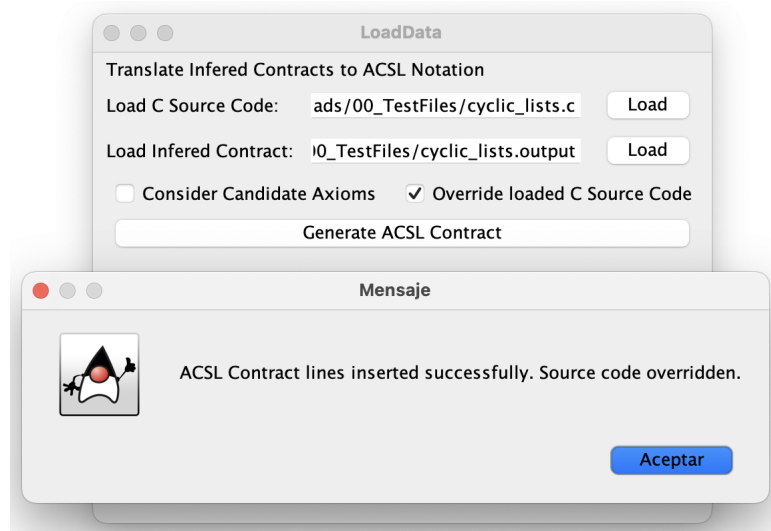 LoadData
Translate Infered Contracts to ACSL Notation
Load C Source Code: ads/00_TestFiles/cyclic_lists.c Load
Load Infered Contract: 00_TestFiles/cyclic_lists.output Load
Consider Candidate Axioms Override loaded C Source Code
Generate ACSL Contract
Mensaje
ACSL Contract lines inserted successfully. Source code overridden.
Aceptar